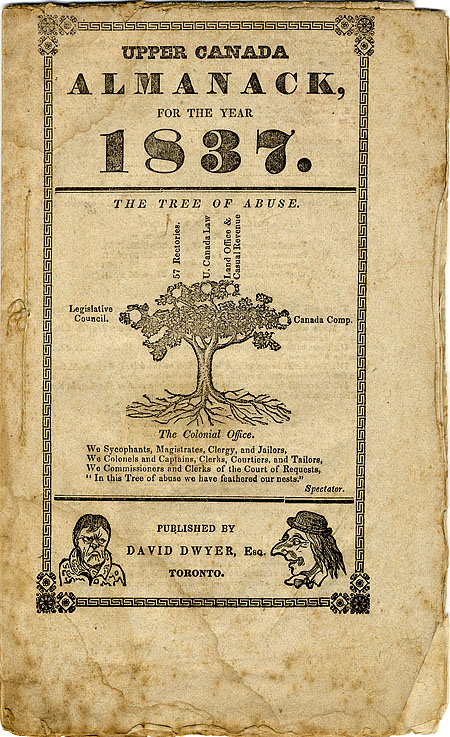 UPPER CANADA
ALMANACK,
FOR THE YEAR
1837.
THE TREE OF ABUSE.
57 Rectories.
U. Canada Law
Land Office &
Casual Revenue
Legislative
Council.
Canada Comp.
The Colonial Office.
We Sycophants, Magistrates, Clergy, and Jailors,
We Colonels and Captains, Clerks, Courtiers, and Tailors,
We Commissioners and Clerks of the Court of Requests,
" In this Tree of abuse we have feathered our nests."
Spectator.
PUBLISHED BY
DAVID DWYER, Esq.
TORONTO.